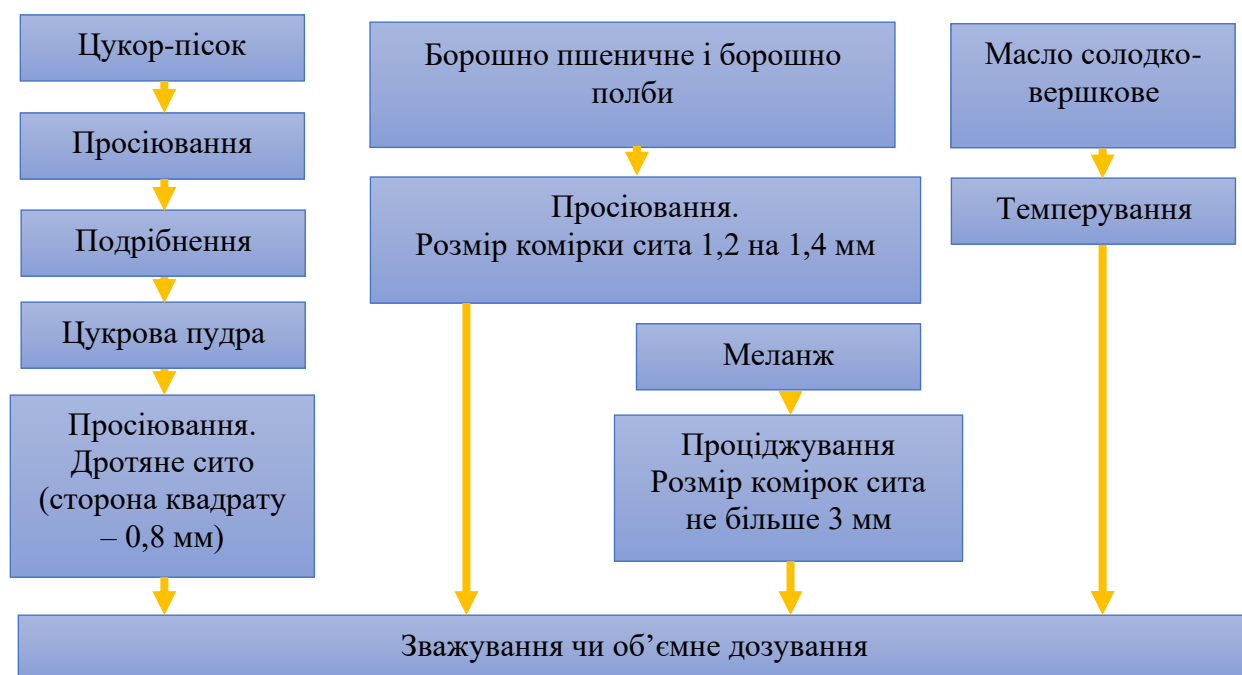 Цукор-пісок
Просіювання
Подрібнення
Цукрова пудра
Просіювання.
Дротяне сито
(сторона квадрату
– 0,8 мм)
Борошно пшеничне і борошно
полби
Просіювання.
Розмір комірки сита 1,2 на 1,4 мм
Меланж
Проціджування
Розмір комірок сита
не більше 3 мм
Масло солодко-
вершкове
Темперування
Зважування чи об’ємне дозування